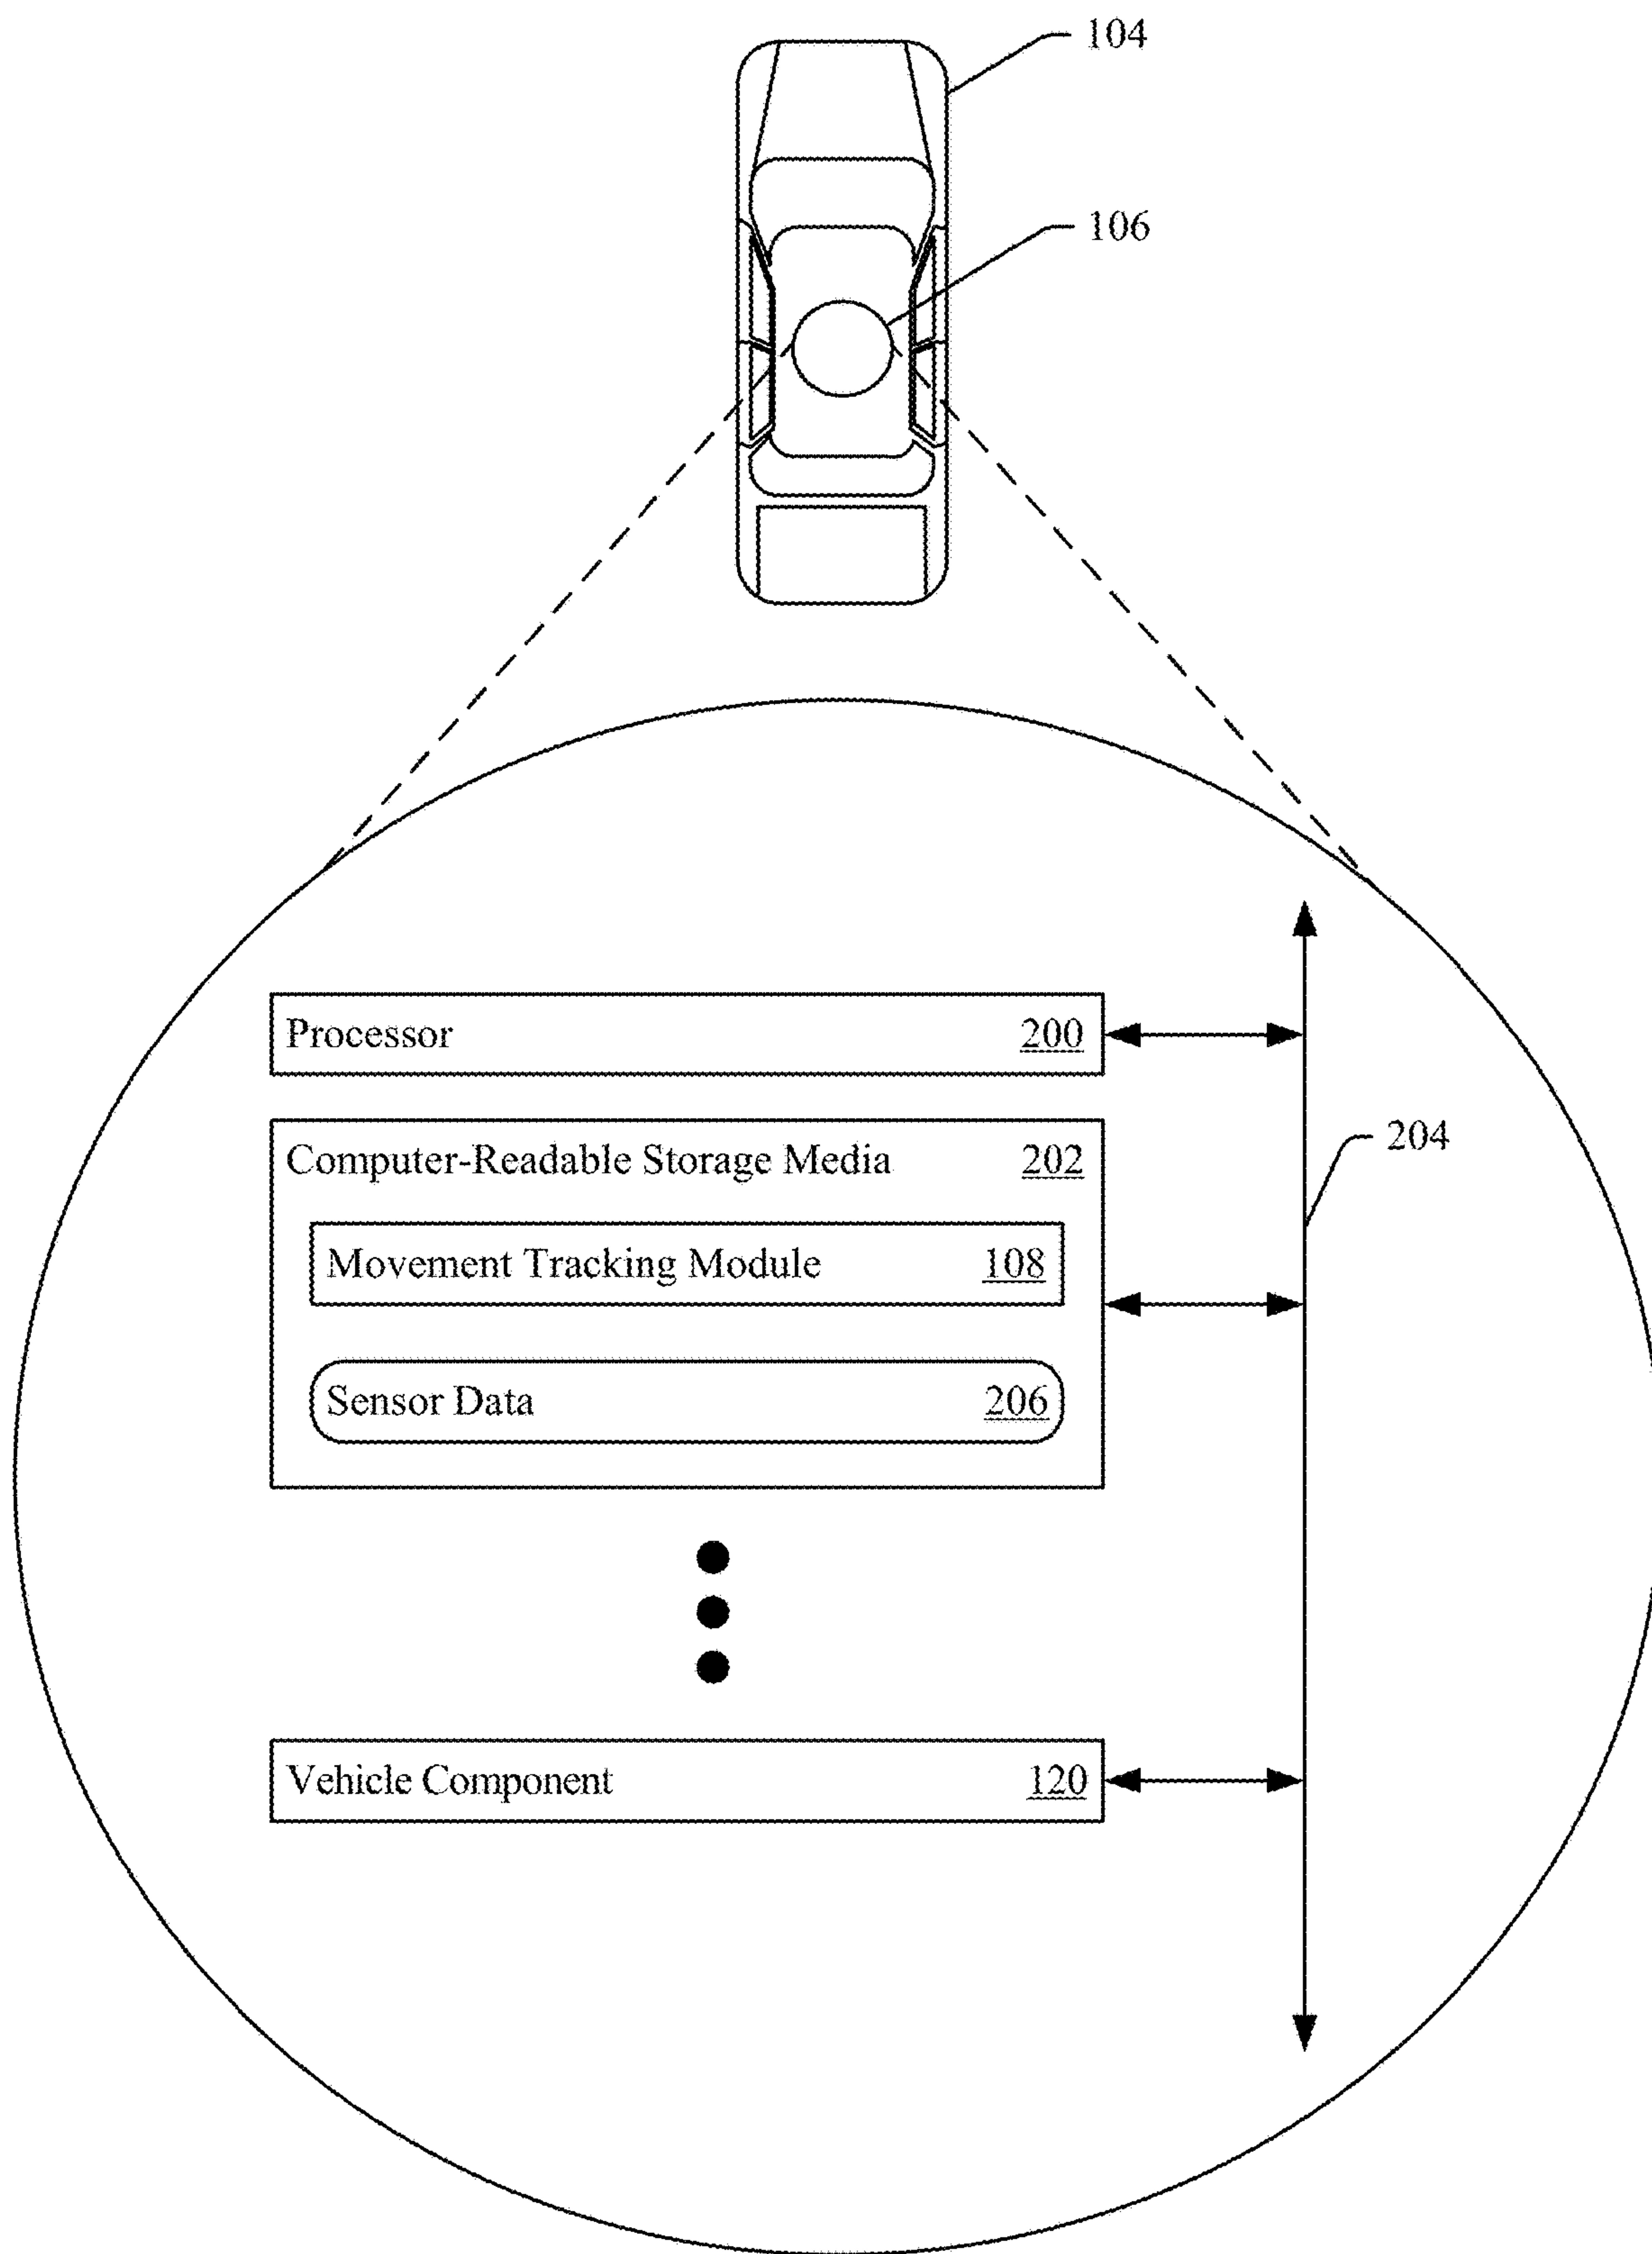 104
106
Processor 200
204
Computer-Readable Storage Media 202
Movement Tracking Module 108
Sensor Data 206
Vehicle Component 120